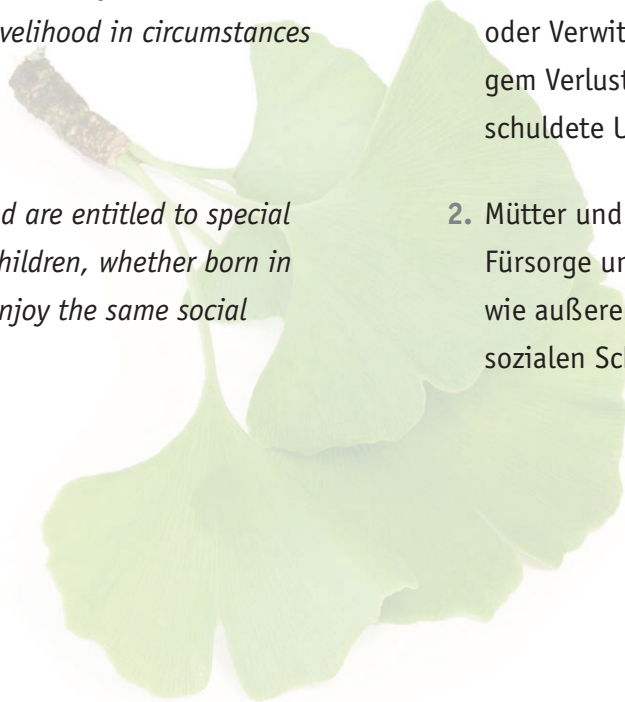 velihood in circumstances
d are entitled to special
hildren, whether born in
njoy the same social
oder Verwit
gem Verlust
schuldete U
2. Mütter und
Fürsorge un
wie außere
sozialen Sc